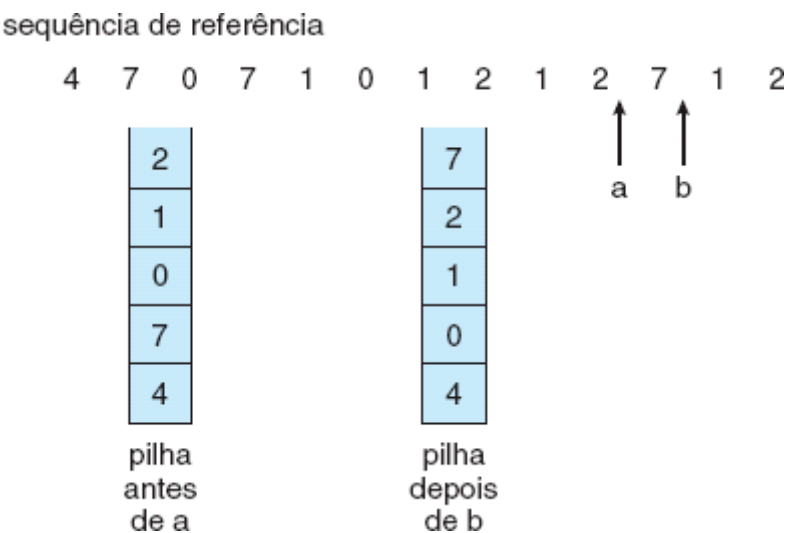 sequência de referência
4 7 0 7 1 0 1 2 1 2 7 1 2
a b
2
1
0
7
4
pilha
antes
de a
7
2
1
0
4
pilha
depois
de b